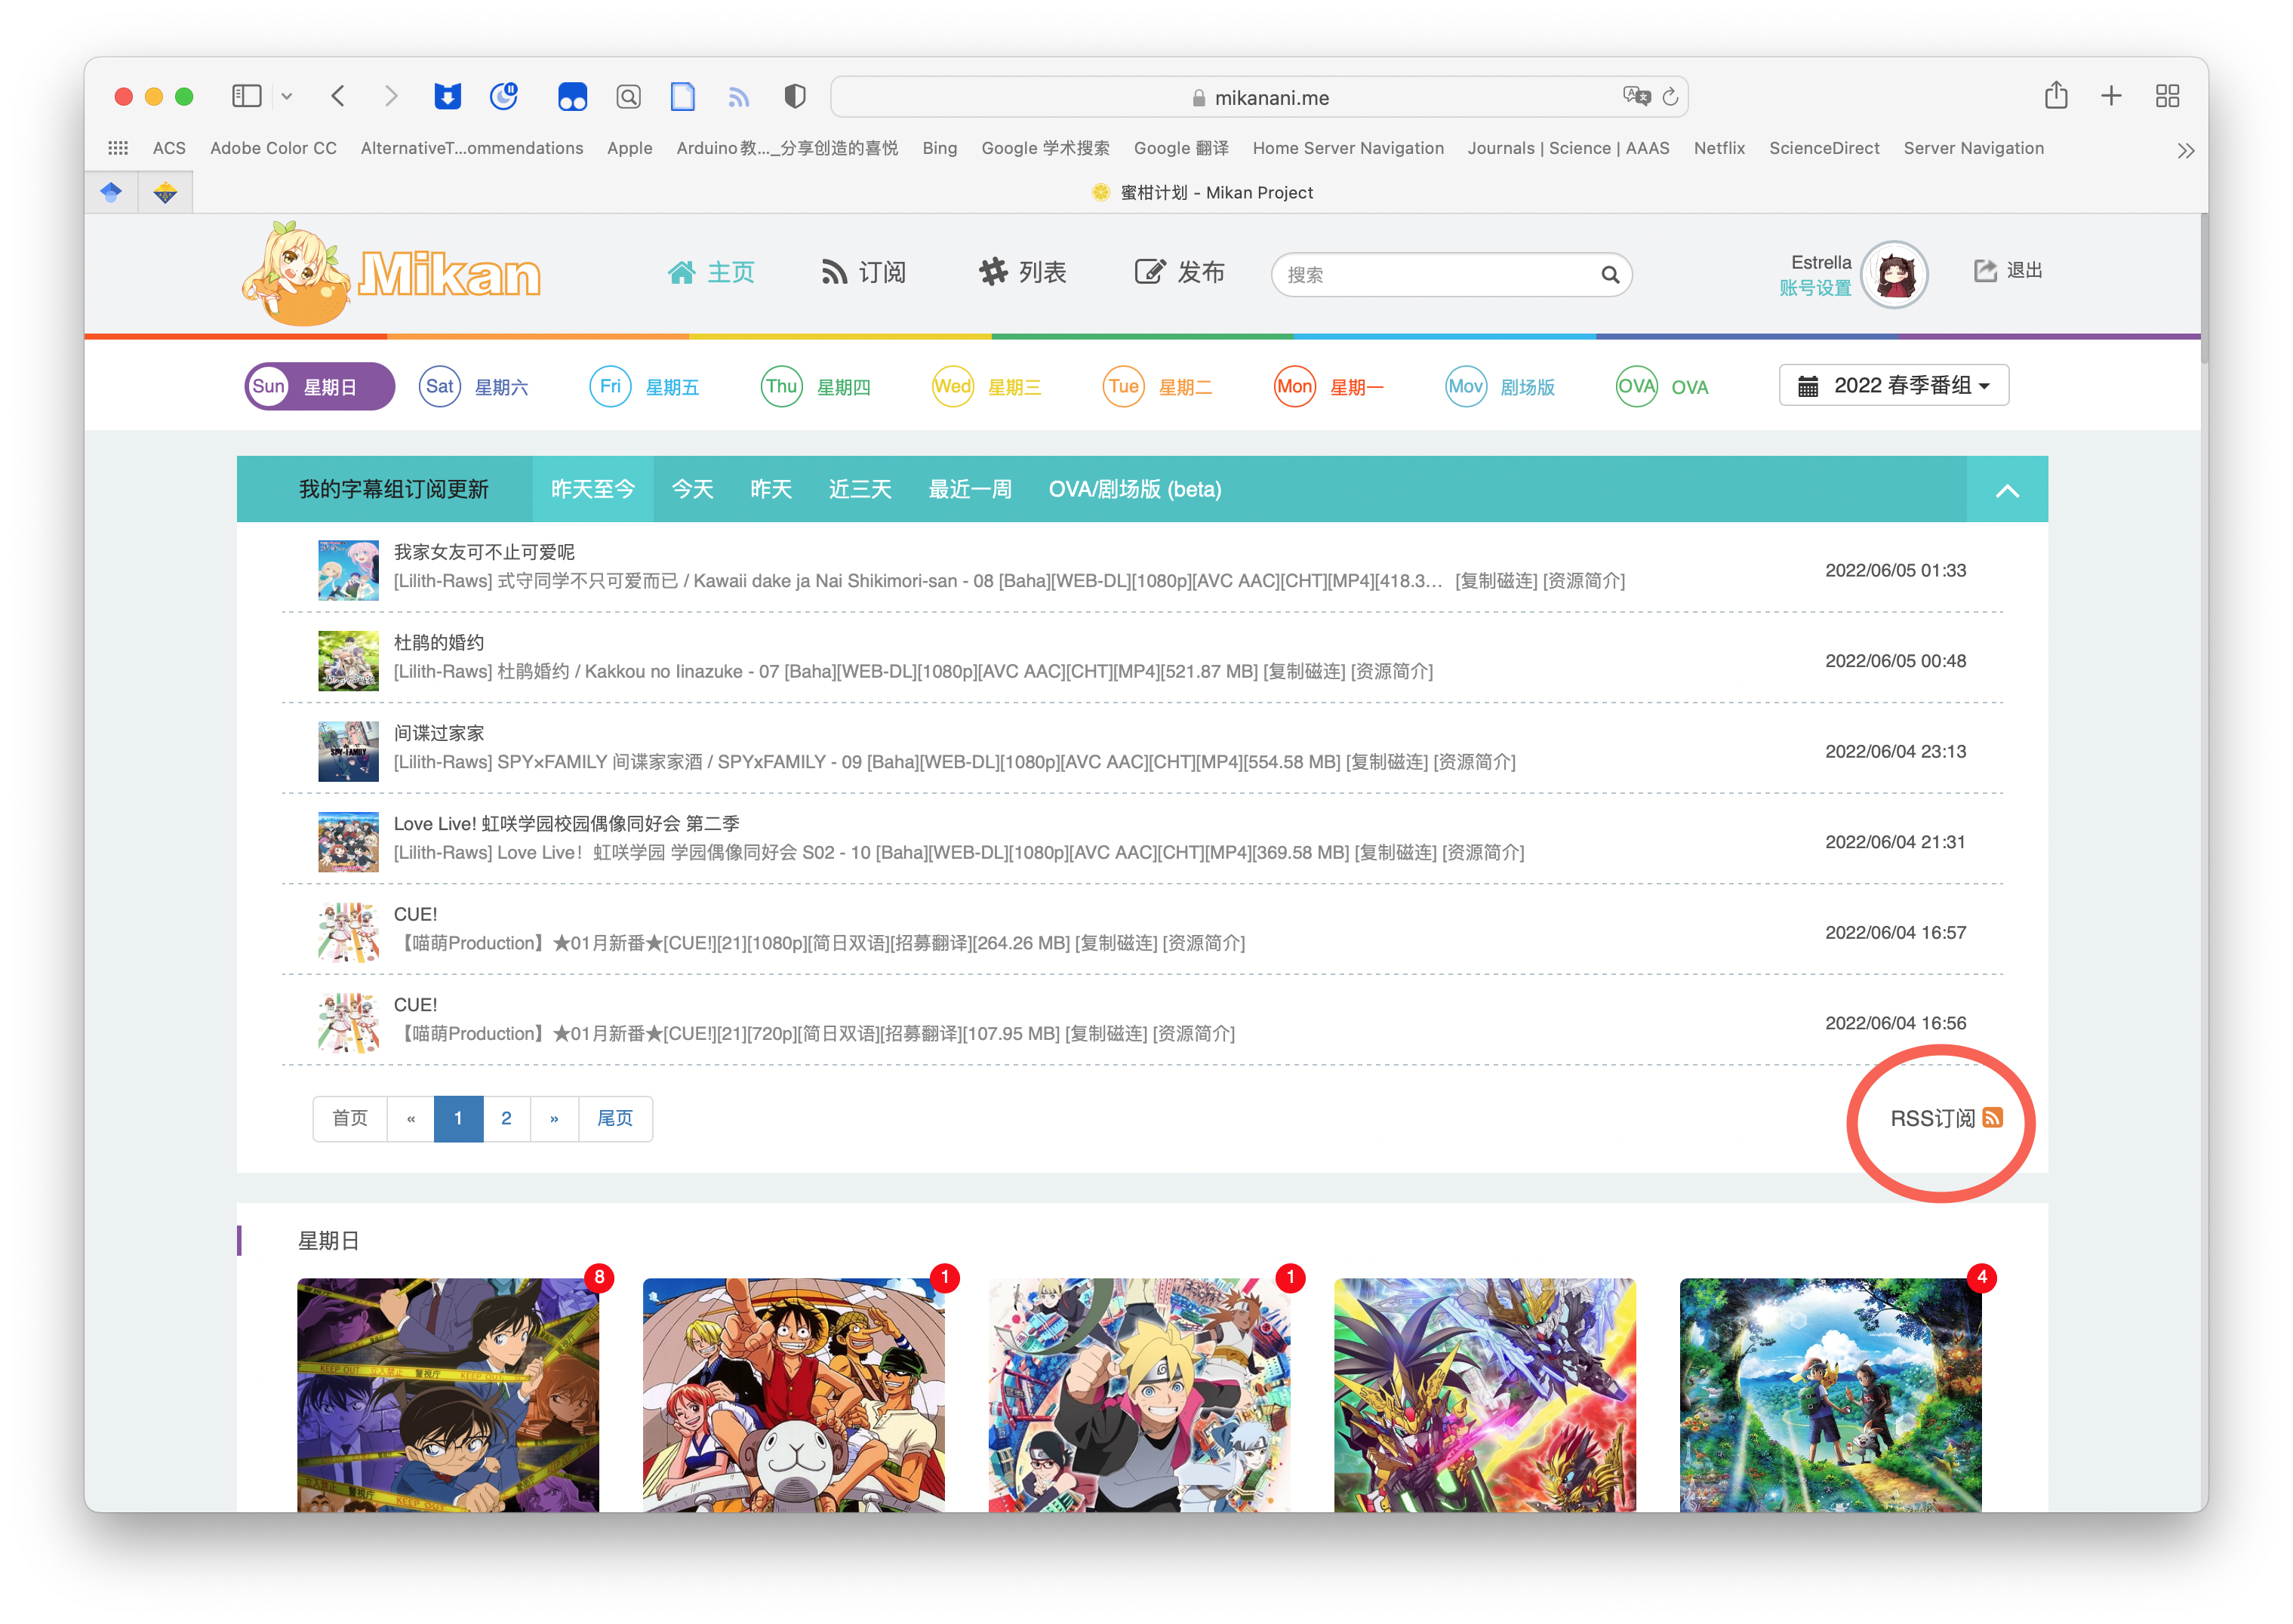 mikanani.me
ACS Adobe Color CC AlternativeT...ommendations Apple Arduino教..._分享创造的喜悦 Bing Google 学术搜索 Google 翻译 Home Server Navigation Journals | Science | AAAS Netflix ScienceDirect Server Navigation
蜜柑计划 - Mikan Project
Mikan 主页 订阅 列表 发布 搜索 Estrella 退出
账号设置
Sun 星期日 Sat 星期六 Fri 星期五 Thu 星期四 Wed 星期三 Tue 星期二 Mon 星期一 Mov 剧场版 OVA OVA 2022 春季番组
我的字幕组订阅更新 昨天至今 今天 昨天 近三天 最近一周 OVA/剧场版 (beta)
我家女友可不止可爱呢
[Lilith-Raws] 式守同学不只可爱而已 / Kawaii dake ja Nai Shikimori-san - 08 [Baha][WEB-DL][1080p][AVC AAC][CHT][MP4][418.3... [复制磁连] [资源简介] 2022/06/05 01:33
杜鹃的婚约
[Lilith-Raws] 杜鹃婚约 / Kakkou no Iinazuke - 07 [Baha][WEB-DL][1080p][AVC AAC][CHT][MP4][521.87 MB] [复制磁连] [资源简介] 2022/06/05 00:48
间谍过家家
[Lilith-Raws] SPY×FAMILY 间谍家家酒 / SPYxFAMILY - 09 [Baha][WEB-DL][1080p][AVC AAC][CHT][MP4][554.58 MB] [复制磁连] [资源简介] 2022/06/04 23:13
Love Live! 虹咲学园校园偶像同好会 第二季
[Lilith-Raws] Love Live！虹咲学园 学园偶像同好会 S02 - 10 [Baha][WEB-DL][1080p][AVC AAC][CHT][MP4][369.58 MB] [复制磁连] [资源简介] 2022/06/04 21:31
CUE!
【喵萌Production】★01月新番★[CUE!][21][1080p][简日双语][招募翻译][264.26 MB] [复制磁连] [资源简介] 2022/06/04 16:57
CUE!
【喵萌Production】★01月新番★[CUE!][21][720p][简日双语][招募翻译][107.95 MB] [复制磁连] [资源简介] 2022/06/04 16:56
首页 « 1 2 » 尾页 RSS订阅
星期日
8 1 1 4
KEEP OUT 立入禁止 警視庁 KEEP OUT
警視庁 KEEP OUT